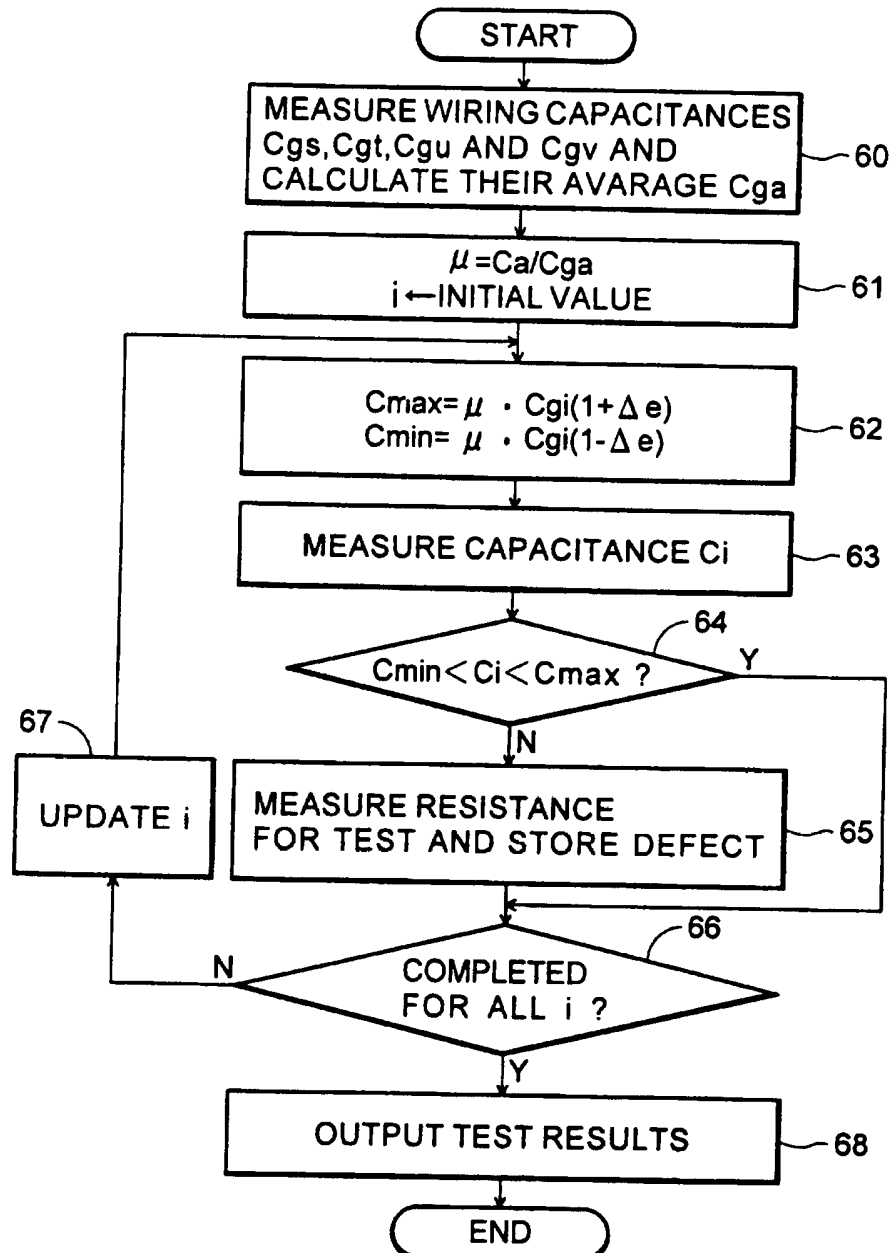 START
MEASURE WIRING CAPACITANCES
Cgs,Cgt,Cgu AND Cgv AND
CALCULATE THEIR AVARAGE Cga
60
μ=Ca/Cga
i←INITIAL VALUE
61
Cmax= μ · Cgi(1+Δe)
Cmin= μ · Cgi(1-Δe)
62
MEASURE CAPACITANCE Ci
63
64
Cmin<Ci<Cmax ?
Y
N
67
UPDATE i
MEASURE RESISTANCE
FOR TEST AND STORE DEFECT
65
66
N
COMPLETED
FOR ALL i ?
Y
OUTPUT TEST RESULTS
68
END